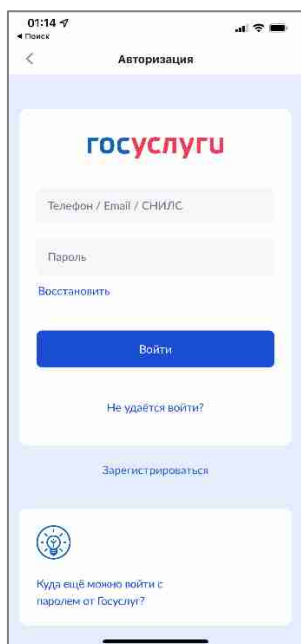 01:14
Поиск
Авторизация
госуслуги
Телефон / Email / СНИЛС
Пароль
Восстановить
Войти
Не удаётся войти?
Зарегистрироваться
Куда ещё можно войти с
паролем от Госуслуг?